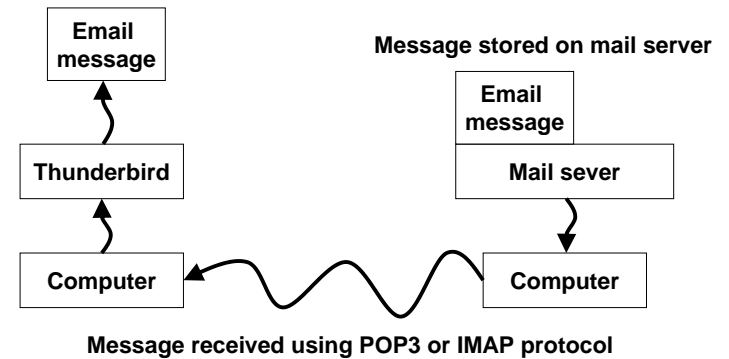 Email
message
Message stored on mail server
Email
message
Thunderbird
Mail sever
Computer
Computer
Message received using POP3 or IMAP protocol